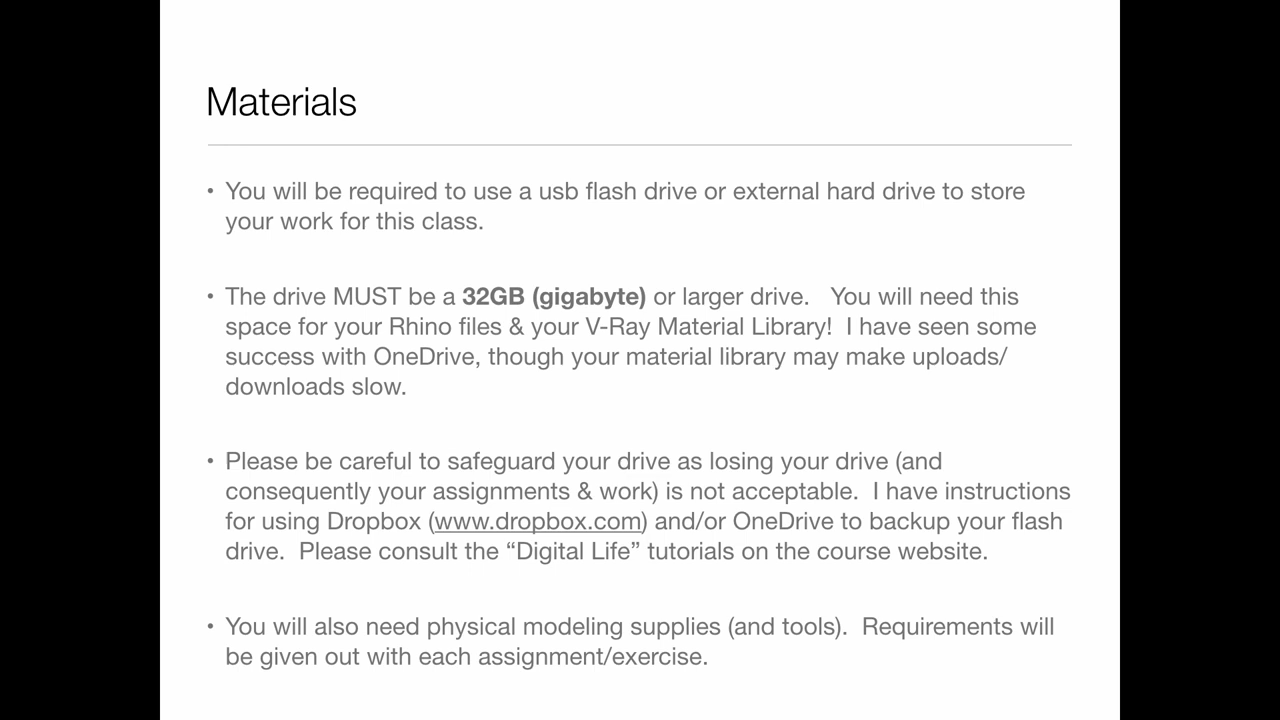 Materials
• You will be required to use a usb flash drive or external hard drive to store
your work for this class.
• The drive MUST be a 32GB (gigabyte) or larger drive.   You will need this
space for your Rhino files & your V-Ray Material Library!  I have seen some
success with OneDrive, though your material library may make uploads/
downloads slow.
• Please be careful to safeguard your drive as losing your drive (and
consequently your assignments & work) is not acceptable.  I have instructions
for using Dropbox (www.dropbox.com) and/or OneDrive to backup your flash
drive.  Please consult the “Digital Life” tutorials on the course website.
• You will also need physical modeling supplies (and tools).  Requirements will
be given out with each assignment/exercise.